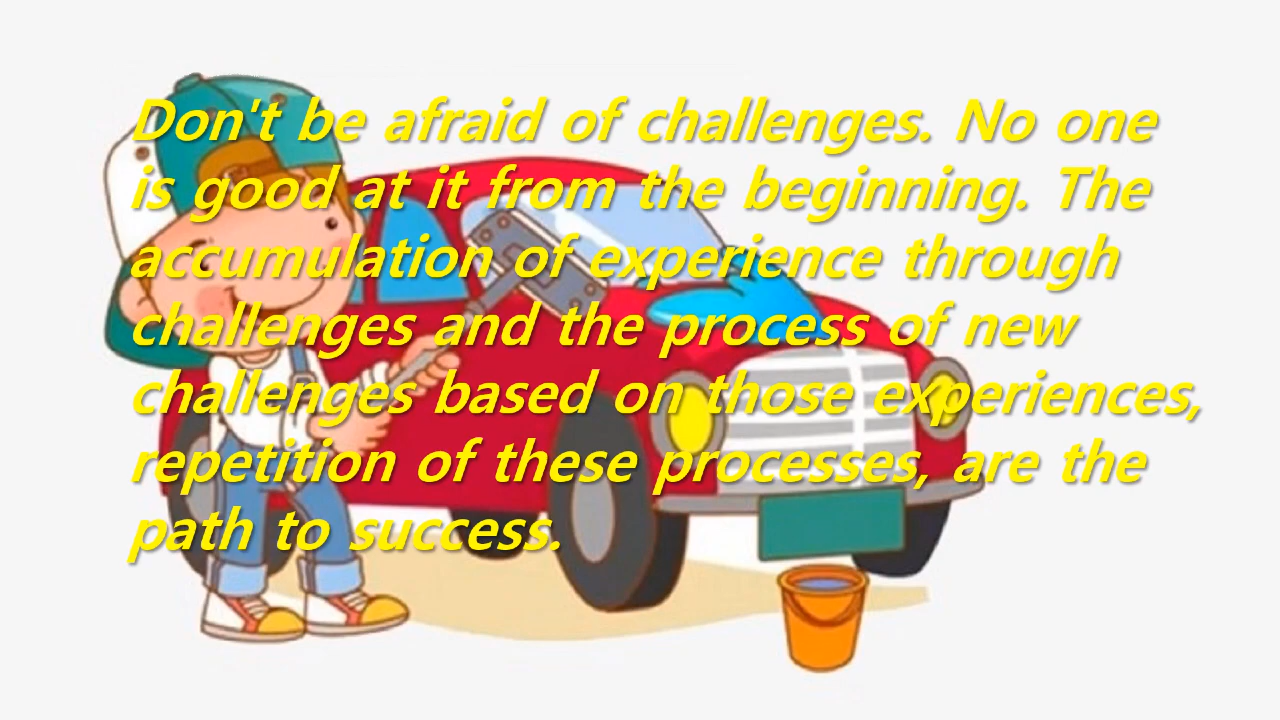 Don't be afraid of challenges. No one
is good at it from the beginning. The
accumulation of experience through
challenges and the process of new
challenges based on those experiences,
repetition of these processes, are the
path to success.